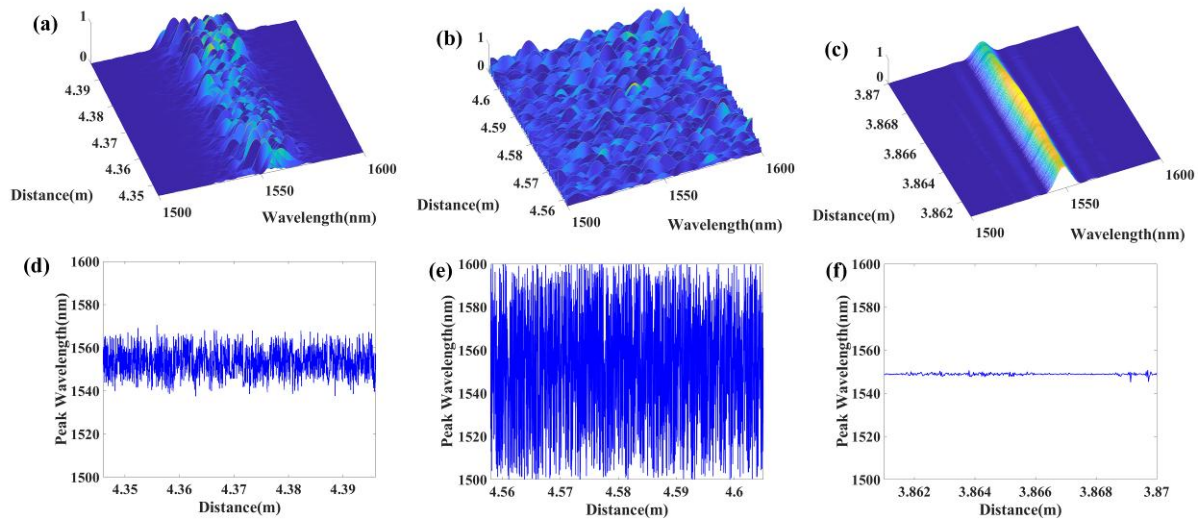 (a)
1
0
4.39
4.38
4.37
4.36
4.35
Distance(m)
1500
1550
1600
Wavelength(nm)
(b)
1
0
4.6
4.59
4.58
4.57
4.56
Distance(m)
1500
1550
1600
Wavelength(nm)
(c)
1
0
3.87
3.868
3.866
3.864
3.862
Distance(m)
1500
1550
1600
Wavelength(nm)
(d)
Peak Wavelength(nm)
1600
1580
1560
1540
1520
1500
4.35 4.36 4.37 4.38 4.39
Distance(m)
(e)
Peak Wavelength(nm)
1600
1580
1560
1540
1520
1500
4.56 4.57 4.58 4.59 4.6
Distance(m)
(f)
Peak Wavelength(nm)
1600
1580
1560
1540
1520
1500
3.862 3.864 3.866 3.868 3.87
Distance(m)